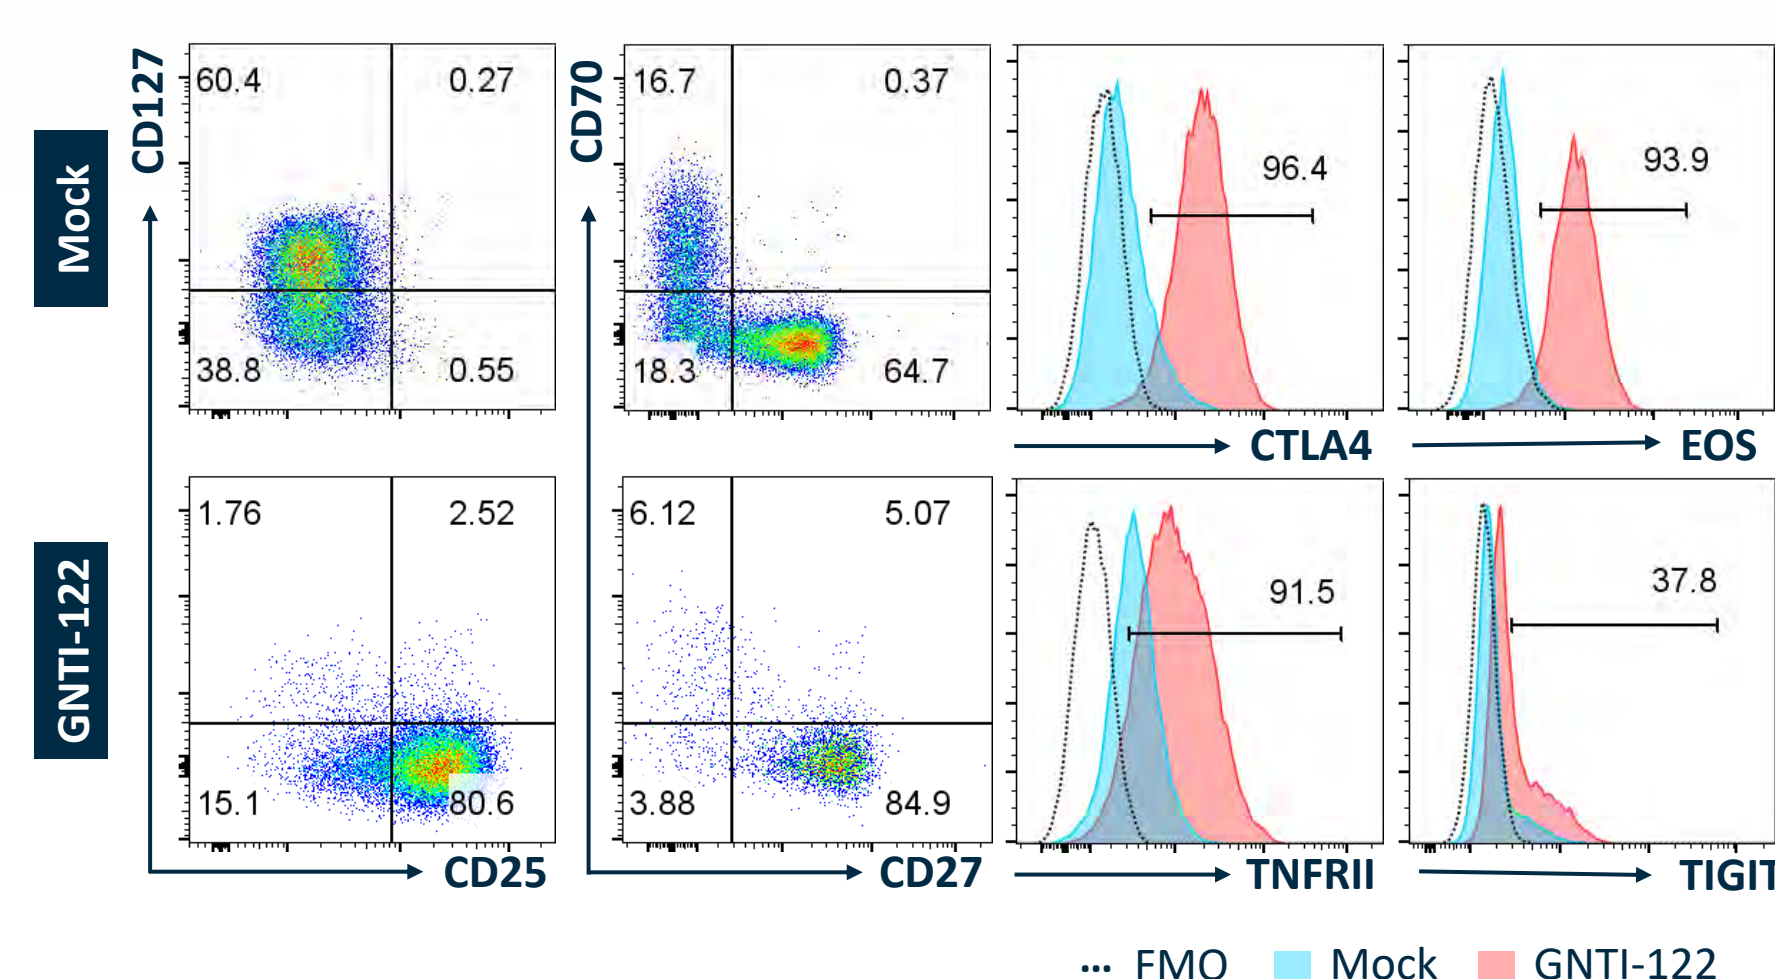 Mock
CD127
60.4
0.27
38.8
0.55
CD70
16.7
0.37
18.3
64.7
96.4
CTLA4
93.9
EOS
GNTI-122
1.76
2.52
15.1
80.6
CD25
6.12
5.07
3.88
84.9
CD27
91.5
TNFRII
37.8
TIGIT
FMO Mock GNTI-122